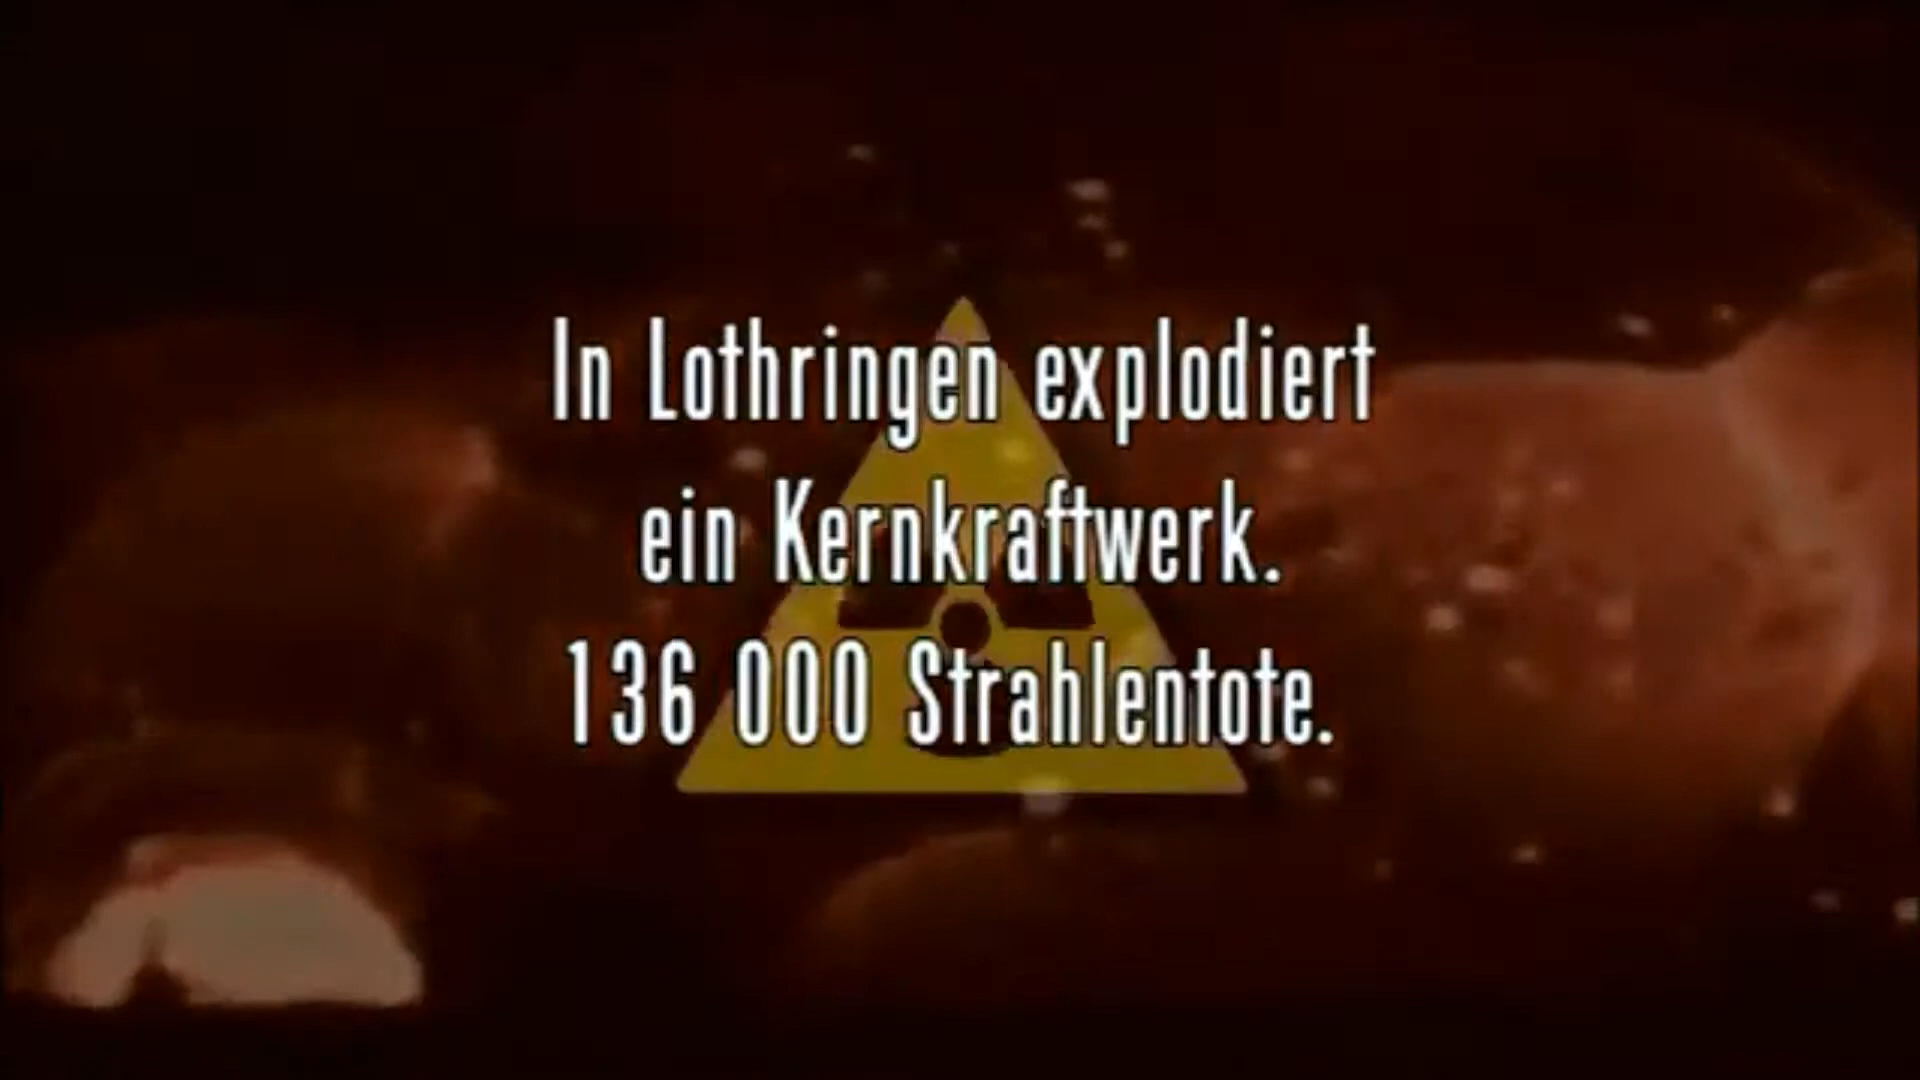 In Lothringen explodiert
ein Kernkraftwerk.
136 000 Strahlentote.